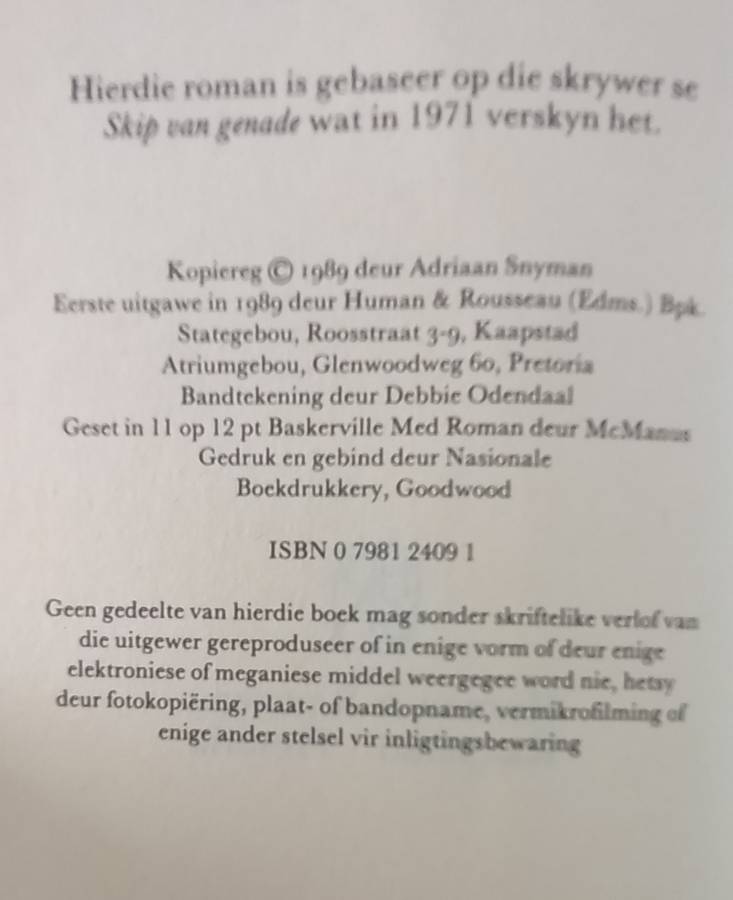 Hierdie roman is gebaseer op die skrywer se
Skip van genade wat in 1971 verskyn het.
Kopiereg © 1989 deur Adriaan Snyman
Eerste uitgawe in 1989 deur Human & Rousseau (Edms.) Bpk.
Stategebou, Roosstraat 3-9, Kaapstad
Atriumgebou, Glenwoodweg 60, Pretoria
Bandtekening deur Debbie Odendaal
Geset in 11 op 12 pt Baskerville Med Roman deur McManus
Gedruk en gebind deur Nasionale
Boekdrukkery, Goodwood
ISBN 0 7981 2409 1
Geen gedeelte van hierdie boek mag sonder skriftelike verlof van
die uitgewer gereproduseer of in enige vorm of deur enige
elektroniese of meganiese middel weergegee word nie, hetsy
deur fotokopiëring, plaat- of bandopname, vermikrofilming of
enige ander stelsel vir inligtingsbewaring